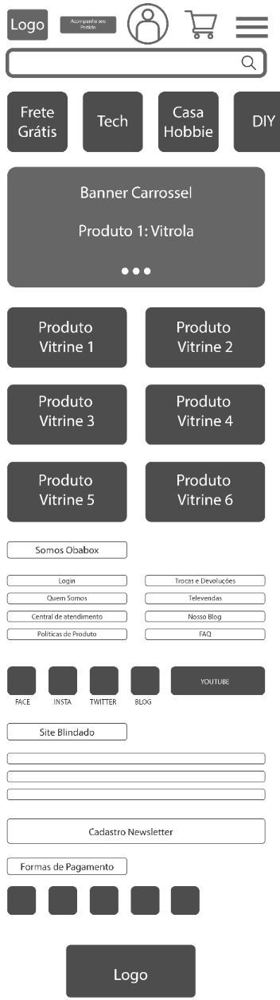 Logo
Acompanhe seu
Pedido
Frete
Grátis
Tech
Casa
Hobbie
DIY
Banner Carrossel
Produto 1: Vitrola
Produto
Vitrine 1
Produto
Vitrine 2
Produto
Vitrine 3
Produto
Vitrine 4
Produto
Vitrine 5
Produto
Vitrine 6
Somos Obabox
Login
Trocas e Devoluções
Quem Somos
Televendas
Central de atendimento
Nosso Blog
Políticas de Produto
FAQ
YOUTUBE
FACE
INSTA
TWITTER
BLOG
Site Blindado
Cadastro Newsletter
Formas de Pagamento
Logo